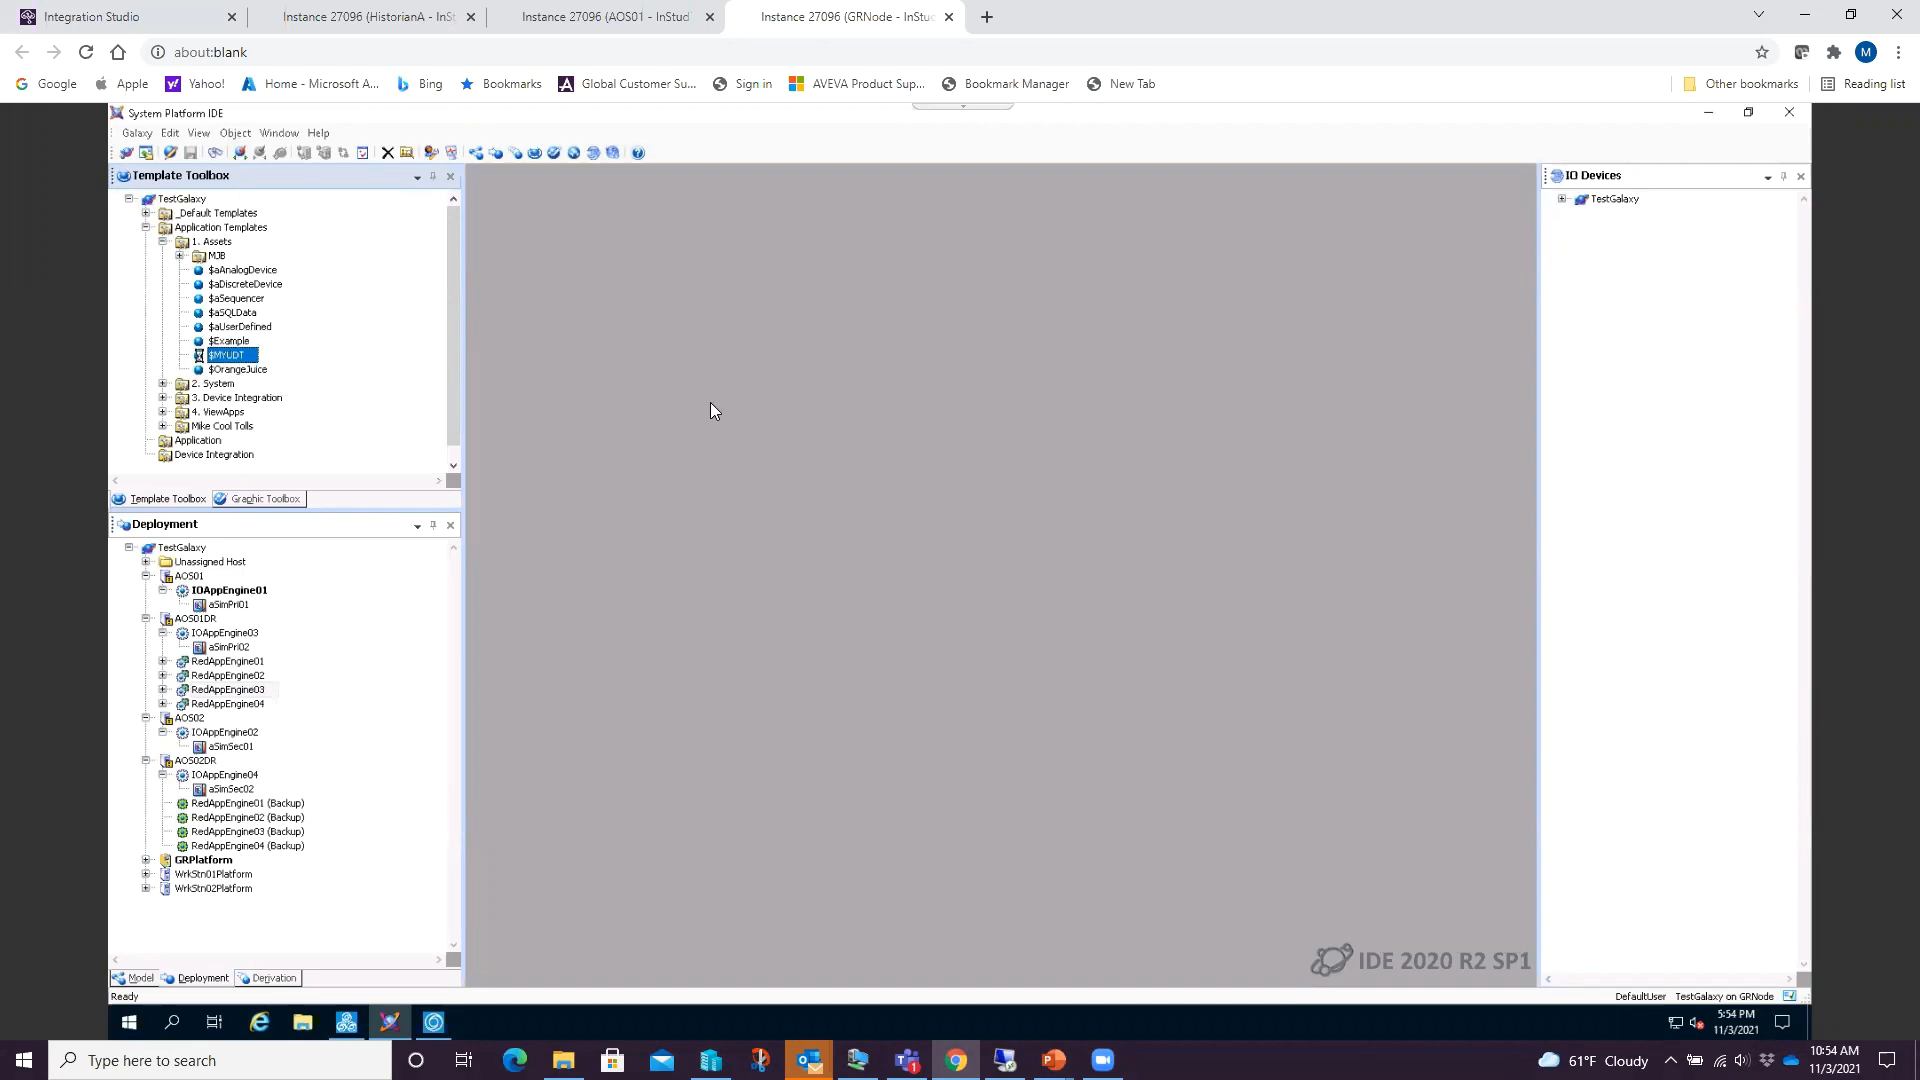 Integration Studio
Instance 27096 (HistorianA - InSt
Instance 27096 (AOS01 - InStud
Instance 27096 (GRNode - InStuc
about:blank
Google
Apple
Yahoo!
Home - Microsoft A...
Bing
Bookmarks
Global Customer Su...
Sign in
AVEVA Product Sup...
Bookmark Manager
New Tab
Other bookmarks
Reading list
System Platform IDE
Galaxy Edit View Object Window Help
Template Toolbox
TestGalaxy
_Default Templates
Application Templates
1. Assets
MJB
$aAnalogDevice
$aDiscreteDevice
$aSequencer
$aSQLData
$aUserDefined
$Example
$MYUDT
$OrangeJuice
2. System
3. Device Integration
4. ViewApps
Mike Cool Tolls
Application
Device Integration
Template Toolbox
Graphic Toolbox
Deployment
TestGalaxy
Unassigned Host
AOS01
IOAppEngine01
aSimPri01
AOS01DR
IOAppEngine03
aSimPri02
RedAppEngine01
RedAppEngine02
RedAppEngine03
RedAppEngine04
AOS02
IOAppEngine02
aSimSec01
AOS02DR
IOAppEngine04
aSimSec02
RedAppEngine01 (Backup)
RedAppEngine02 (Backup)
RedAppEngine03 (Backup)
RedAppEngine04 (Backup)
GRPlatform
WrkStn01Platform
WrkStn02Platform
Model
Deployment
Derivation
Ready
IO Devices
TestGalaxy
IDE 2020 R2 SP1
DefaultUser TestGalaxy on GRNode
5:54 PM
11/3/2021
Type here to search
61°F Cloudy
10:54 AM
11/3/2021